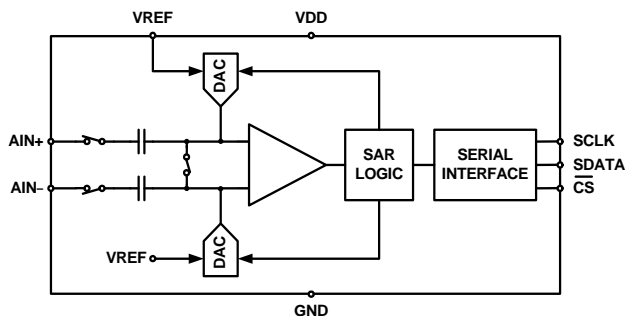 VREF
VDD
DAC
AIN+
SAR
LOGIC
SERIAL
INTERFACE
SCLK
SDATA
CS
AIN–
VREF
DAC
GND